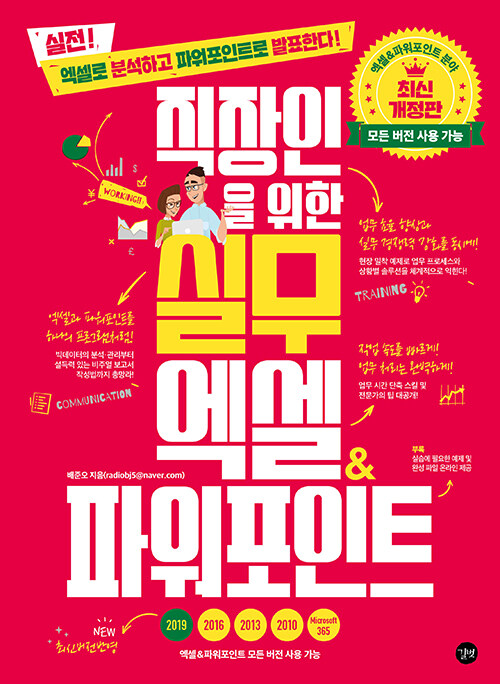 실전!
엑셀로 분석하고 파워포인트로 발표한다!
엑셀&파워포인트 분야
최신
개정판
모든 버전 사용 가능
직장인
을 위한
실무
엑셀
&
파워포인트
WORKING!!
업무 효율 향상과
실무 경쟁력 강화를 동시에!
현장 밀착 예제로 업무 프로세스와
상황별 솔루션을 체계적으로 익힌다!
TRAINING
엑셀과 파워포인트를
하나의 프로그램처럼!
빅데이터의 분석·관리부터
설득력 있는 비주얼 보고서
작성법까지 총망라!
COMMUNICATION
작업 속도를 빠르게!
업무 처리는 완벽하게!
업무 시간 단축 스킬 및
전문가의 팁 대공개!
배준오 지음(radiobj5@naver.com)
부록
실습에 필요한 예제 및
완성 파일 온라인 제공
NEW
최신버전반영
2019
2016
2013
2010
Microsoft
365
엑셀&파워포인트 모든 버전 사용 가능
길벗